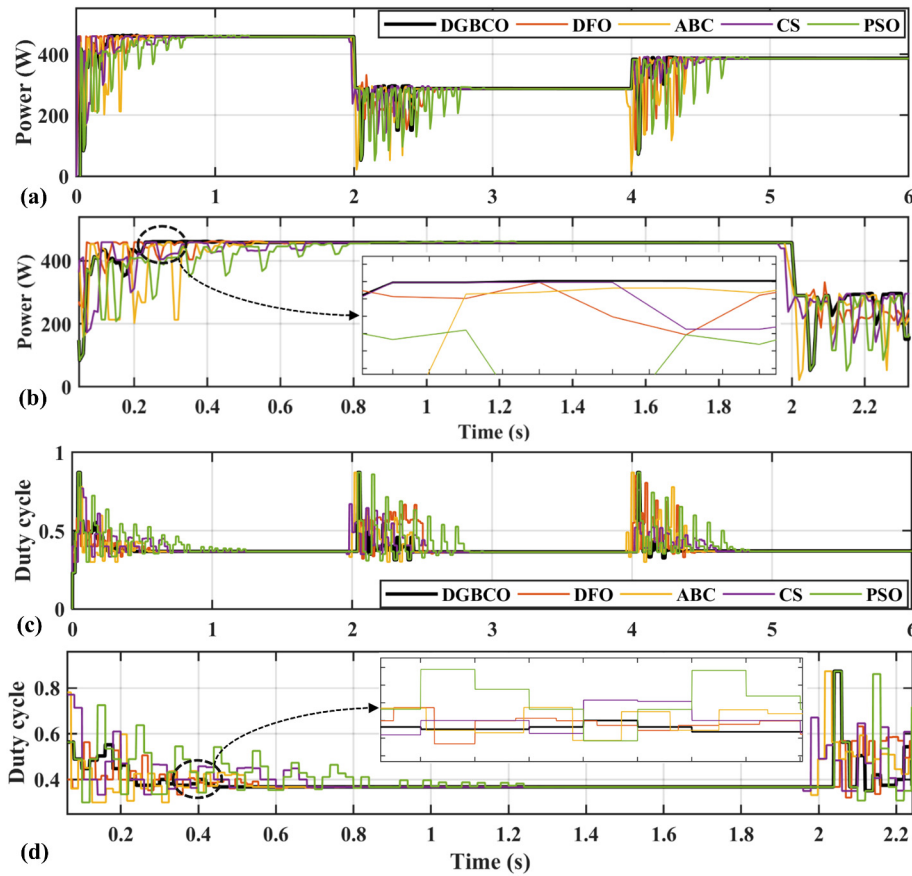 DGBCO DFO ABC CS PSO
Power (W)
400
200
0
0 1 2 3 4 5 6
(a)
Power (W)
400
200
0
0.2 0.4 0.6 0.8 1 1.2 1.4 1.6 1.8 2 2.2
Time (s)
(b)
Duty cycle
1
0.5
0
DGBCO DFO ABC CS PSO
0 1 2 3 4 5 6
(c)
Duty cycle
0.8
0.6
0.4
0.2 0.4 0.6 0.8 1 1.2 1.4 1.6 1.8 2 2.2
Time (s)
(d)